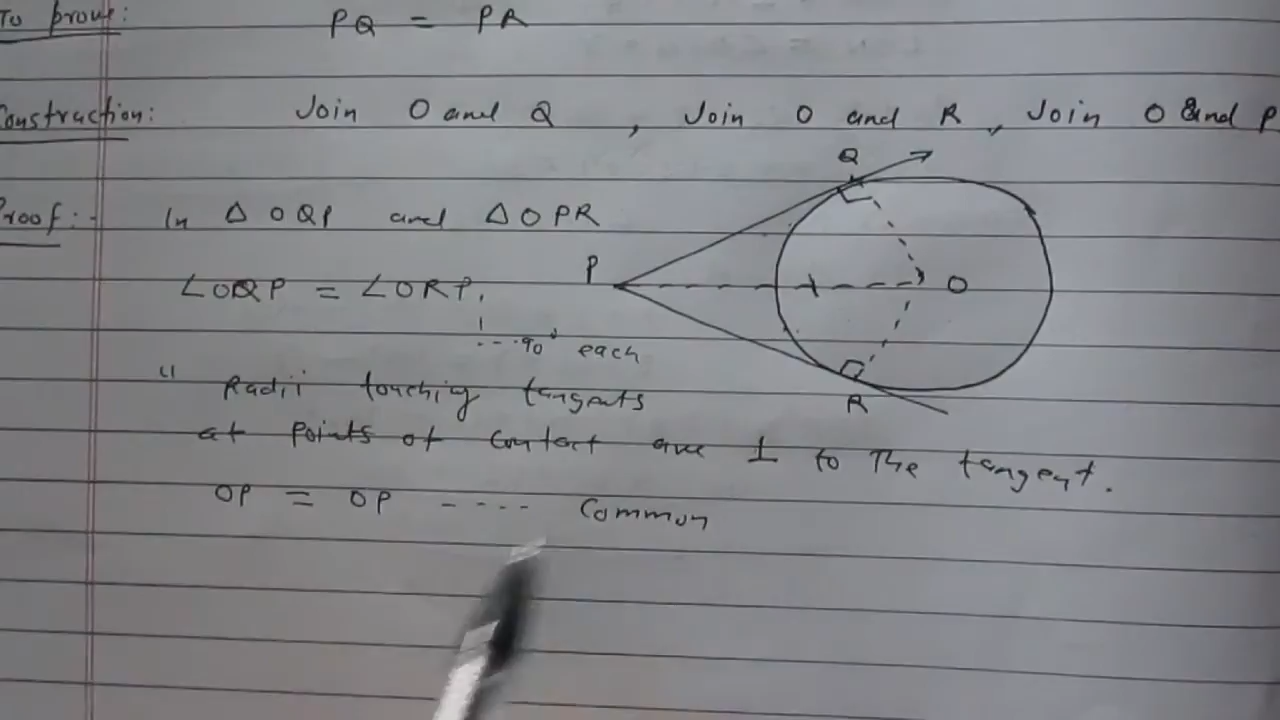 To prove: PQ = PR
Construction: Join O and Q , Join O and R , Join O and P
Proof:- In Δ OQP and Δ OPR
∠OQP = ∠ORP.
....90° each
" Radii touching tangents
at points of contact are ⊥ to The tangent.
OP = OP ---- Common
Q
P
O
R